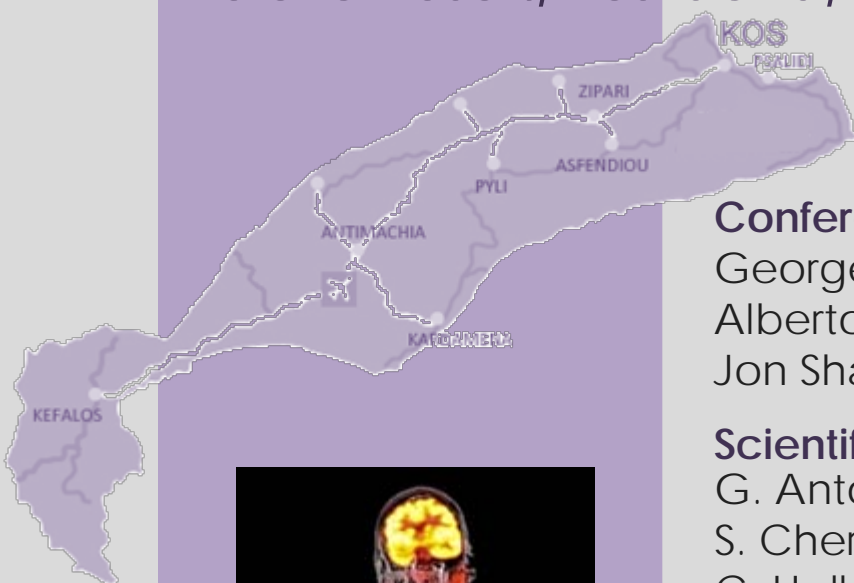 KOS
PSALIDI
ZIPARI
ASFENDIOU
PYLI
ANTIMACHIA
KEFALOS
Confer
George
Alberto
Jon Sha
Scientif
G. Anto
S. Cher